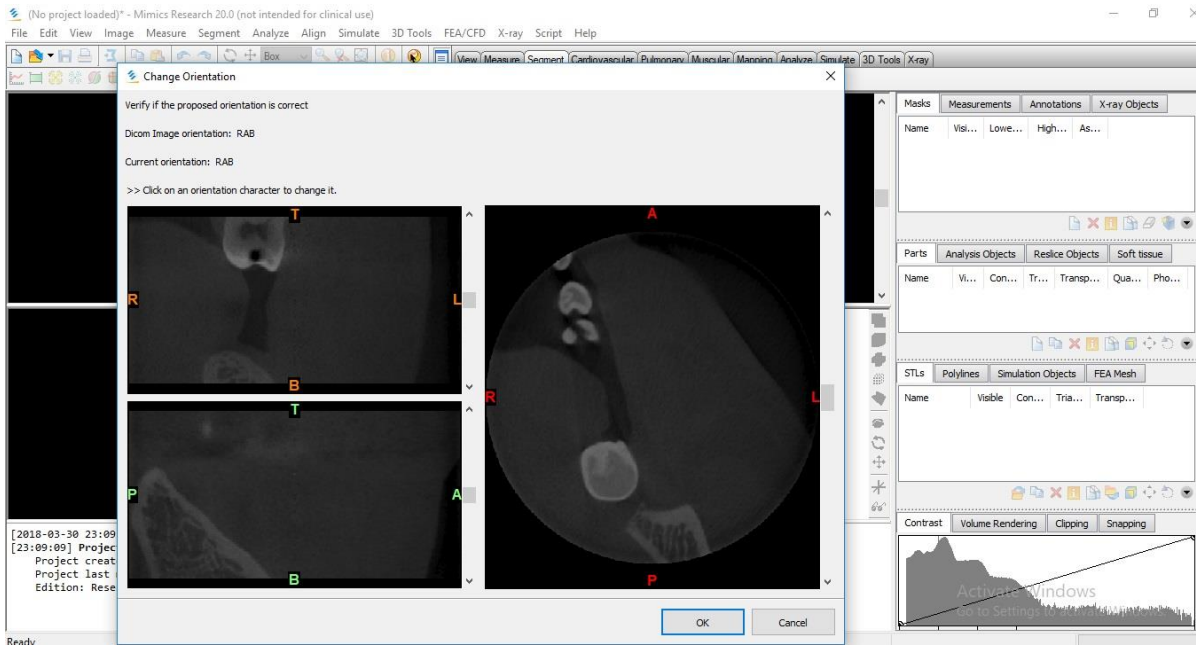 (No project loaded)* - Mimics Research 20.0 (not intended for clinical use)
File Edit View Image Measure Segment Analyze Align Simulate 3D Tools FEA/CFD X-ray Script Help
Box
View Measure Segment Cardiovascular Pulmonary Muscular Mapping Analyze Simulate 3D Tools X-ray
Change Orientation
Verify if the proposed orientation is correct
Dicom Image orientation: RAB
Current orientation: RAB
>> Click on an orientation character to change it.
T
R L
B
T
P A
B
A
R L
P
OK Cancel
Masks Measurements Annotations X-ray Objects
Name Visi... Lowe... High... As...
Parts Analysis Objects Reslice Objects Soft tissue
Name Vi... Con... Tr... Transp... Qua... Pho...
STLs Polylines Simulation Objects FEA Mesh
Name Visible Con... Tria... Transp...
Contrast Volume Rendering Clipping Snapping
Activate Windows
Go to Settings to activate Windows.
[2018-03-30 23:09
[23:09:09] Projec
Project creat
Project last
Edition: Rese
Ready